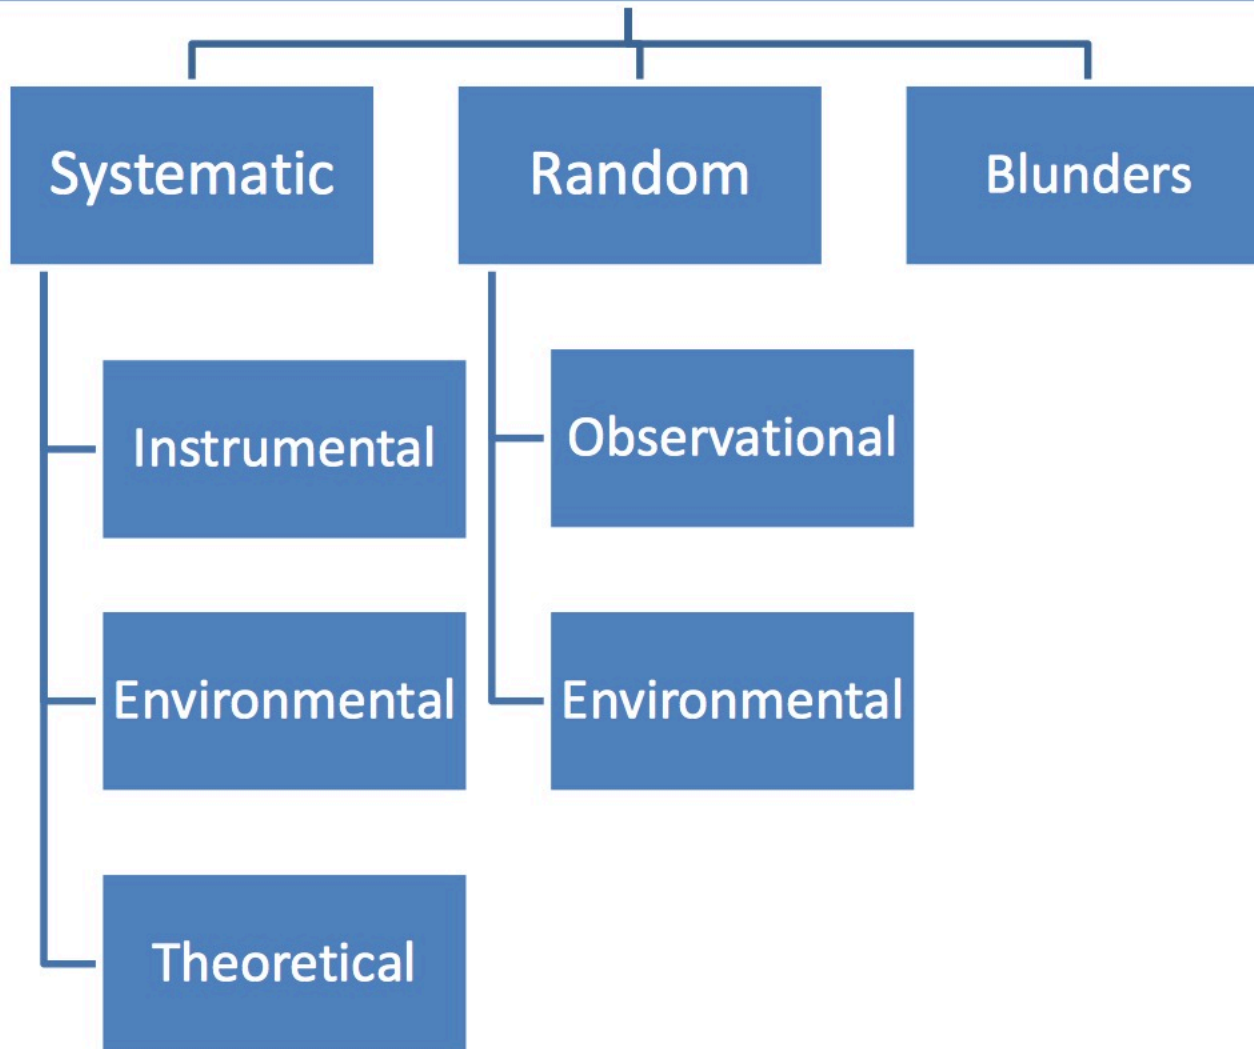 Systematic
Random
Blunders
Instrumental
Observational
Environmental
Environmental
Theoretical